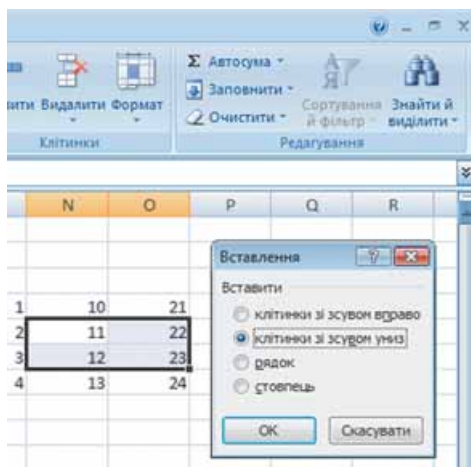 Σ Автосума
Заповнити
Очистити
Видалити Формат
Сортування й фільтр
Знайти й виділити
Клітинки
Редагування
N O P Q R
1 10 21
2 11 22
3 12 23
4 13 24
Вставлення
Вставити
клітинки зі зсувом вправо
клітинки зі зсувом униз
рядок
стовпець
OK
Скасувати